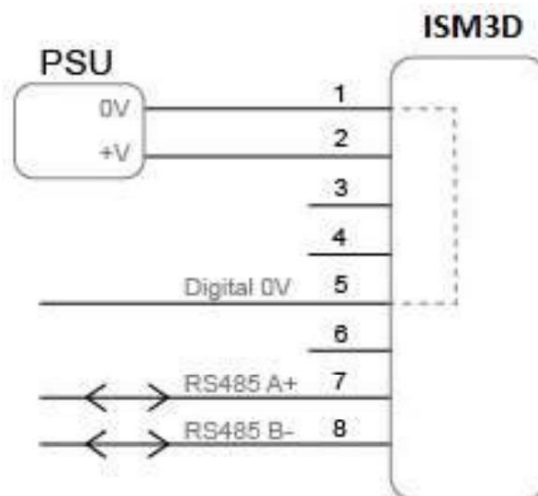 ISM3D
PSU
0V
+V
1
2
3
4
Digital 0V 5
6
RS485 A+ 7
RS485 B- 8